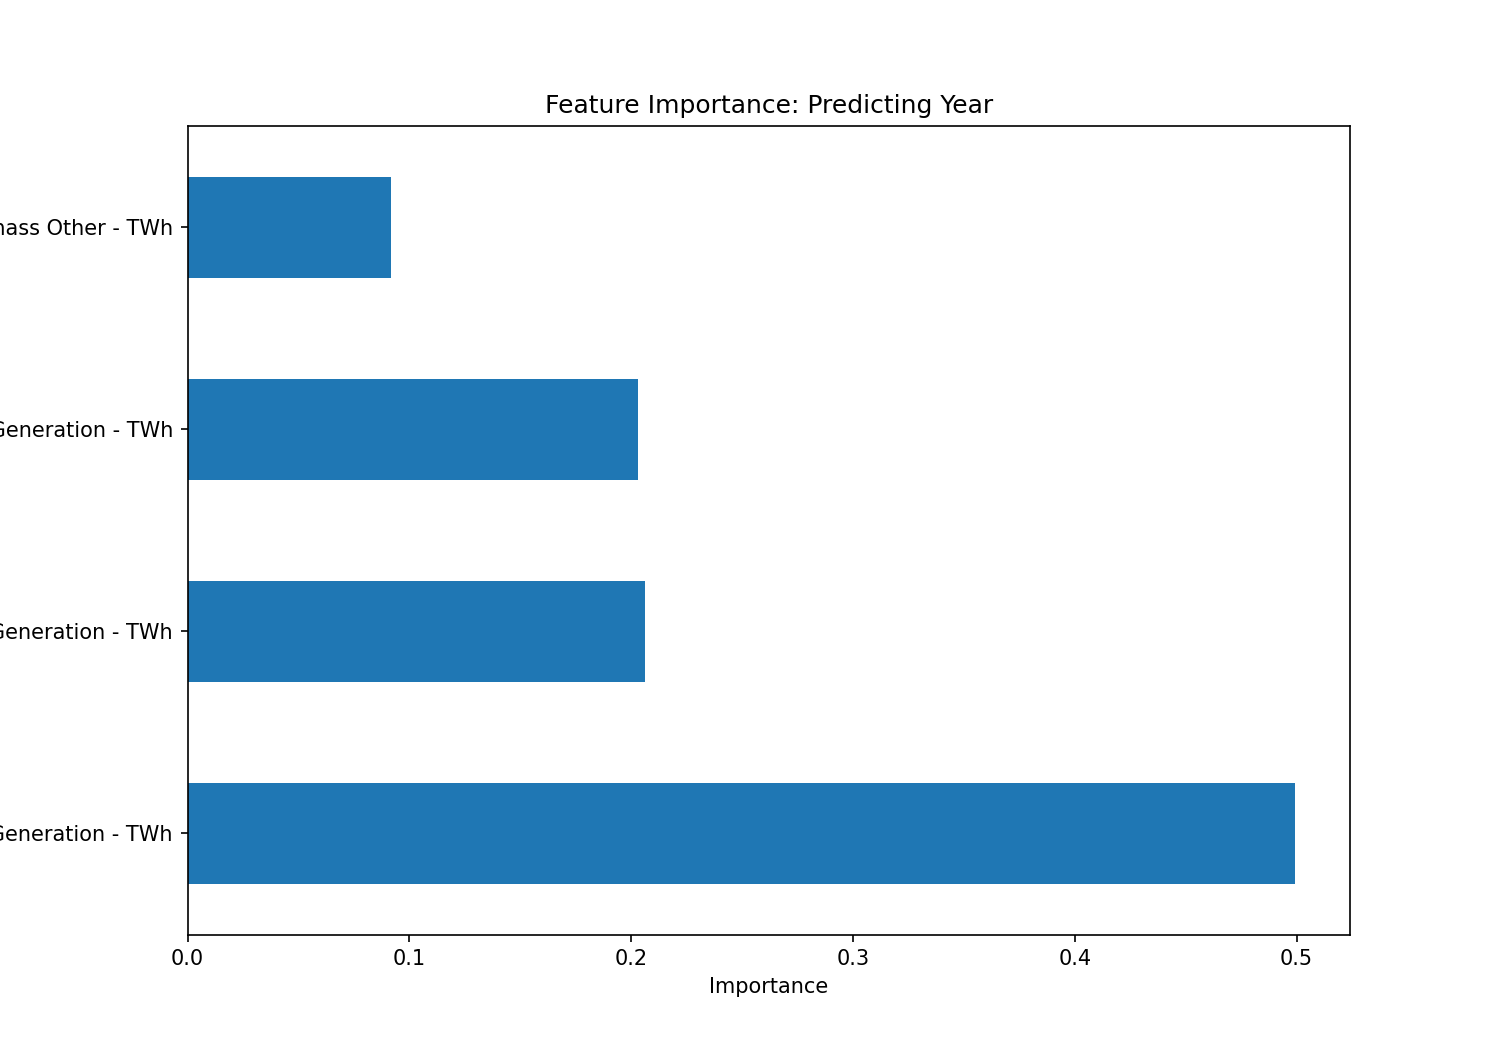 Feature Importance: Predicting Year
Other - TWh
Generation - TWh
Generation - TWh
Generation - TWh
0.0 0.1 0.2 0.3 0.4 0.5
Importance